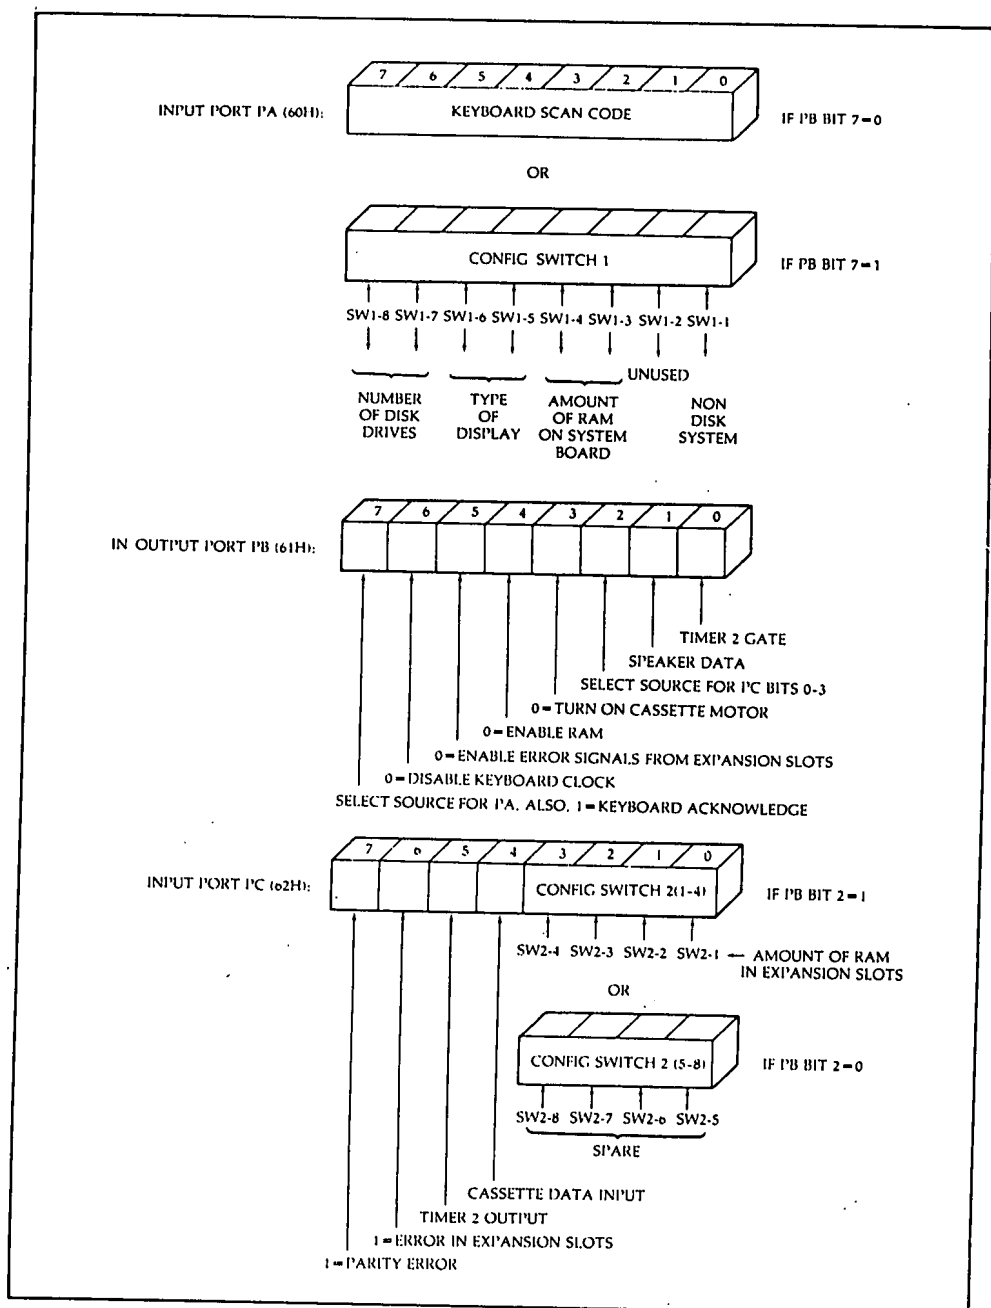 7 6 5 4 3 2 1 0
INPUT PORT PA (60H):
KEYBOARD SCAN CODE
IF PB BIT 7=0
OR
CONFIG SWITCH 1
IF PB BIT 7=1
SW1-8 SW1-7 SW1-6 SW1-5 SW1-4 SW1-3 SW1-2 SW1-1
UNUSED
NUMBER
OF DISK
DRIVES
TYPE
OF
DISPLAY
AMOUNT
OF RAM
ON SYSTEM
BOARD
NON
DISK
SYSTEM
7 6 5 4 3 2 1 0
IN OUTPUT PORT PB (61H):
TIMER 2 GATE
SPEAKER DATA
SELECT SOURCE FOR PC BITS 0-3
0=TURN ON CASSETTE MOTOR
0=ENABLE RAM
0=ENABLE ERROR SIGNALS FROM EXPANSION SLOTS
0=DISABLE KEYBOARD CLOCK
SELECT SOURCE FOR PA. ALSO, 1=KEYBOARD ACKNOWLEDGE
7 6 5 4 3 2 1 0
INPUT PORT PC (62H):
CONFIG SWITCH 2(1-4)
IF PB BIT 2=1
SW2-4 SW2-3 SW2-2 SW2-1
AMOUNT OF RAM
IN EXPANSION SLOTS
OR
CONFIG SWITCH 2 (5-8)
IF PB BIT 2=0
SW2-8 SW2-7 SW2-6 SW2-5
SPARE
CASSETTE DATA INPUT
TIMER 2 OUTPUT
1=ERROR IN EXPANSION SLOTS
1=PARITY ERROR